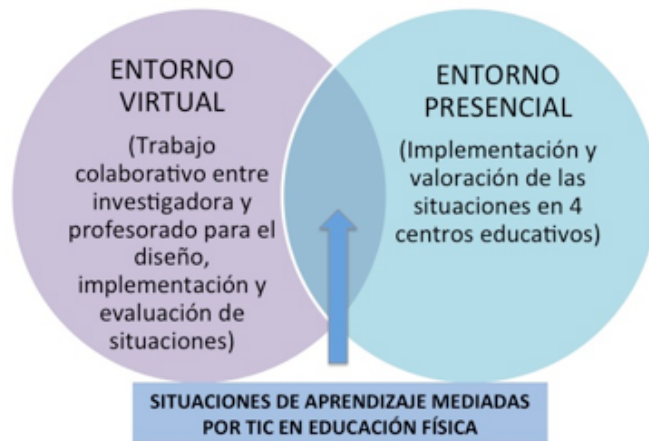 ENTORNO
VIRTUAL
(Trabajo
colaborativo entre
investigadora y
profesorado para el
diseño,
implementación y
evaluación de
situaciones)
ENTORNO
PRESENCIAL
(Implementación y
valoración de las
situaciones en 4
centros educativos)
SITUACIONES DE APRENDIZAJE MEDIADAS
POR TIC EN EDUCACIÓN FÍSICA